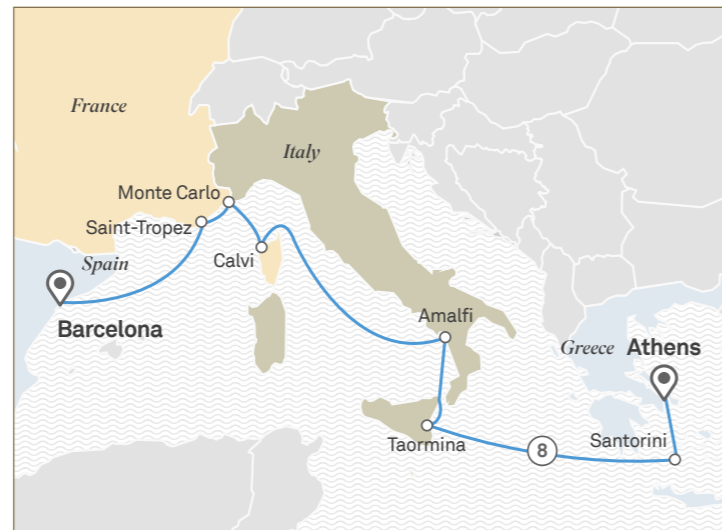 France
Italy
Monte Carlo
Saint-Tropez
Calvi
Spain
Barcelona
Amalfi
Greece
Athens
Taormina
8
Santorini